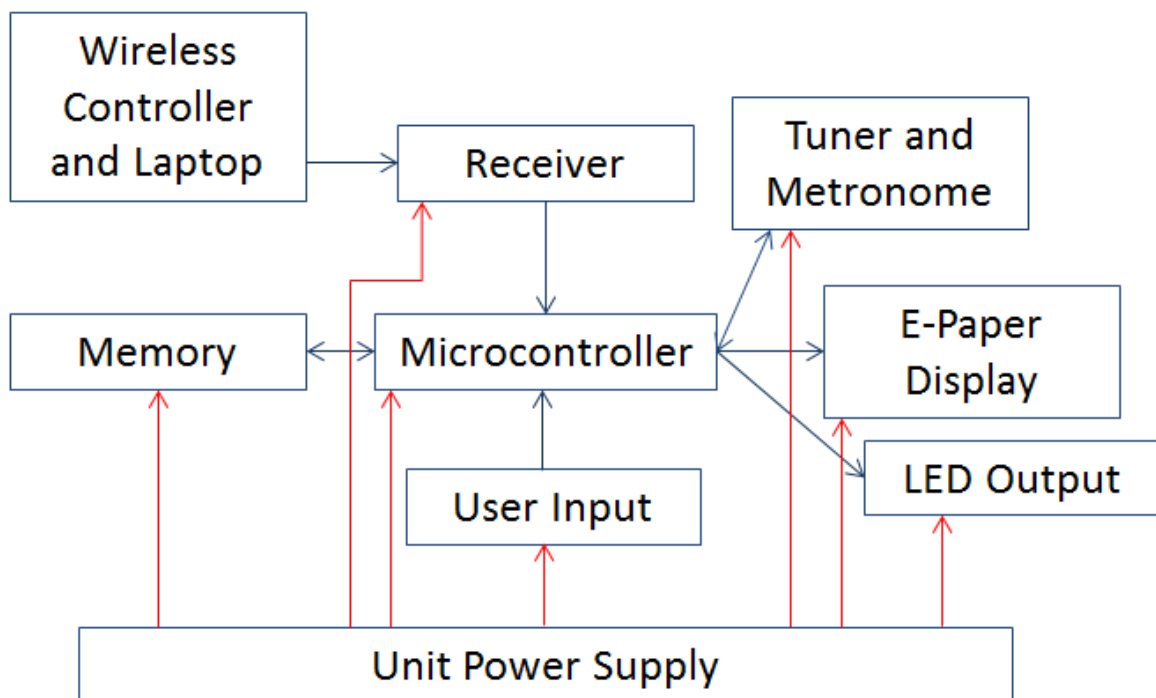 Wireless
Controller
and Laptop
Receiver
Tuner and
Metronome
Memory
Microcontroller
E-Paper
Display
User Input
LED Output
Unit Power Supply